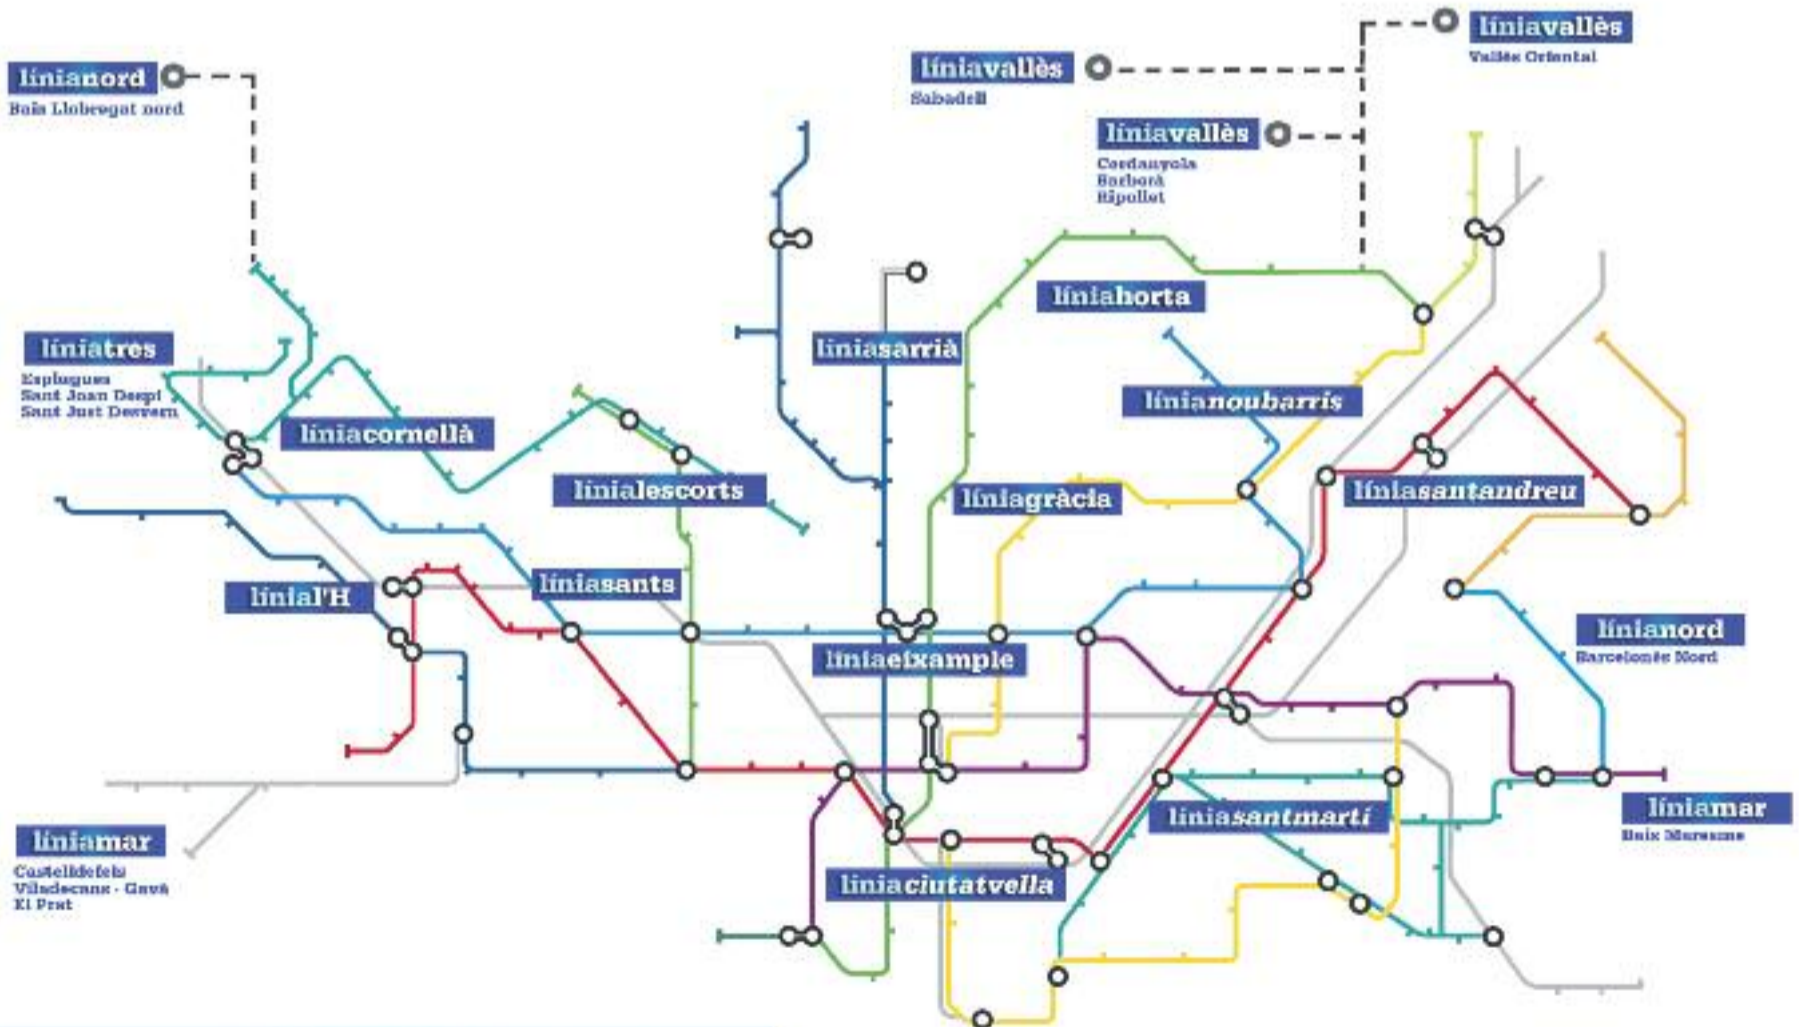 líniavallès
Vallès Oriental
línianord
Baix Llobregat nord
líniavallès
Sabadell
líniavallès
Cerdanyola
Barberà
Ripollet
líniahorta
líniatres
Esplugues
Sant Joan Despí
Sant Just Desvern
líniasarrià
línianoubarris
líniacornellà
línialescorts
líniagràcia
líniasantandreu
línial'H
líniasants
línianord
Barcelonès Nord
líniaeixample
líniamar
Baix Maresme
líniasantmartí
líniamar
Castelldefels
Viladecans - Gavà
El Prat
líniaciutatvella